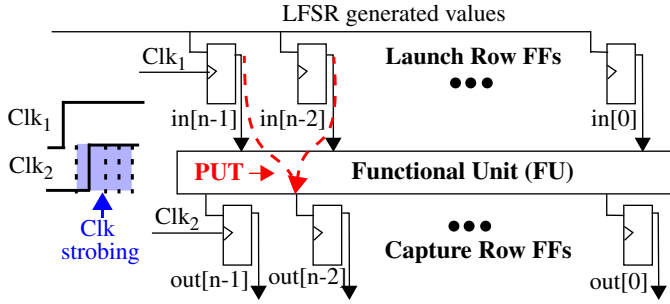 LFSR generated values
Clk1
Launch Row FFs
•••
in[n-1]
in[n-2]
in[0]
Clk1
Clk2
PUT
Functional Unit (FU)
Clk
strobing
Clk2
•••
Capture Row FFs
out[n-1]
out[n-2]
out[0]